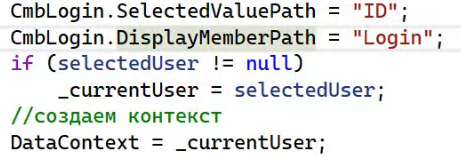 CmbLogin.SelectedValuePath = "ID";
CmbLogin.DisplayMemberPath = "Login";
if (selectedUser != null)
_currentUser = selectedUser;
//создаем контекст
DataContext = _currentUser;